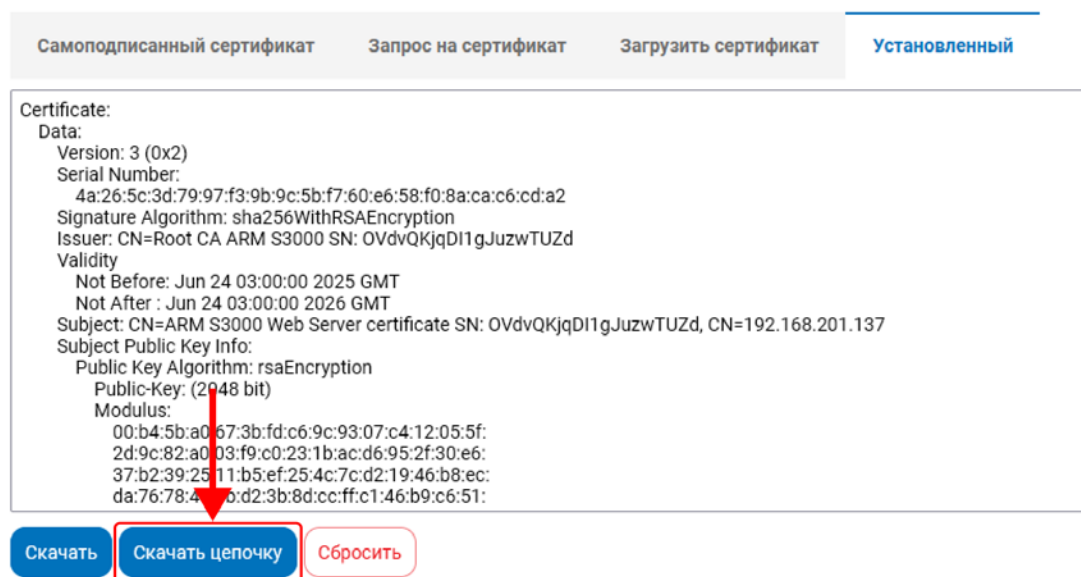 Самоподписанный сертификат Запрос на сертификат Загрузить сертификат Установленный
Certificate:
Data:
Version: 3 (0x2)
Serial Number:
4a:26:5c:3d:79:97:f3:9b:9c:5b:f7:60:e6:58:f0:8a:ca:c6:cd:a2
Signature Algorithm: sha256WithRSAEncryption
Issuer: CN=Root CA ARM S3000 SN: OVdvQKjqDI1gJuzwTUZd
Validity
Not Before: Jun 24 03:00:00 2025 GMT
Not After : Jun 24 03:00:00 2026 GMT
Subject: CN=ARM S3000 Web Server certificate SN: OVdvQKjqDI1gJuzwTUZd, CN=192.168.201.137
Subject Public Key Info:
Public Key Algorithm: rsaEncryption
Public-Key: (2048 bit)
Modulus:
00:b4:5b:a0:67:3b:fd:c6:9c:93:07:c4:12:05:5f:
2d:9c:82:a0:03:f9:c0:23:1b:ac:d6:95:2f:30:e6:
37:b2:39:25:11:b5:ef:25:4c:7c:d2:19:46:b8:ec:
da:76:78: :d2:3b:8d:cc:ff:c1:46:b9:c6:51:
Скачать Скачать цепочку Сбросить